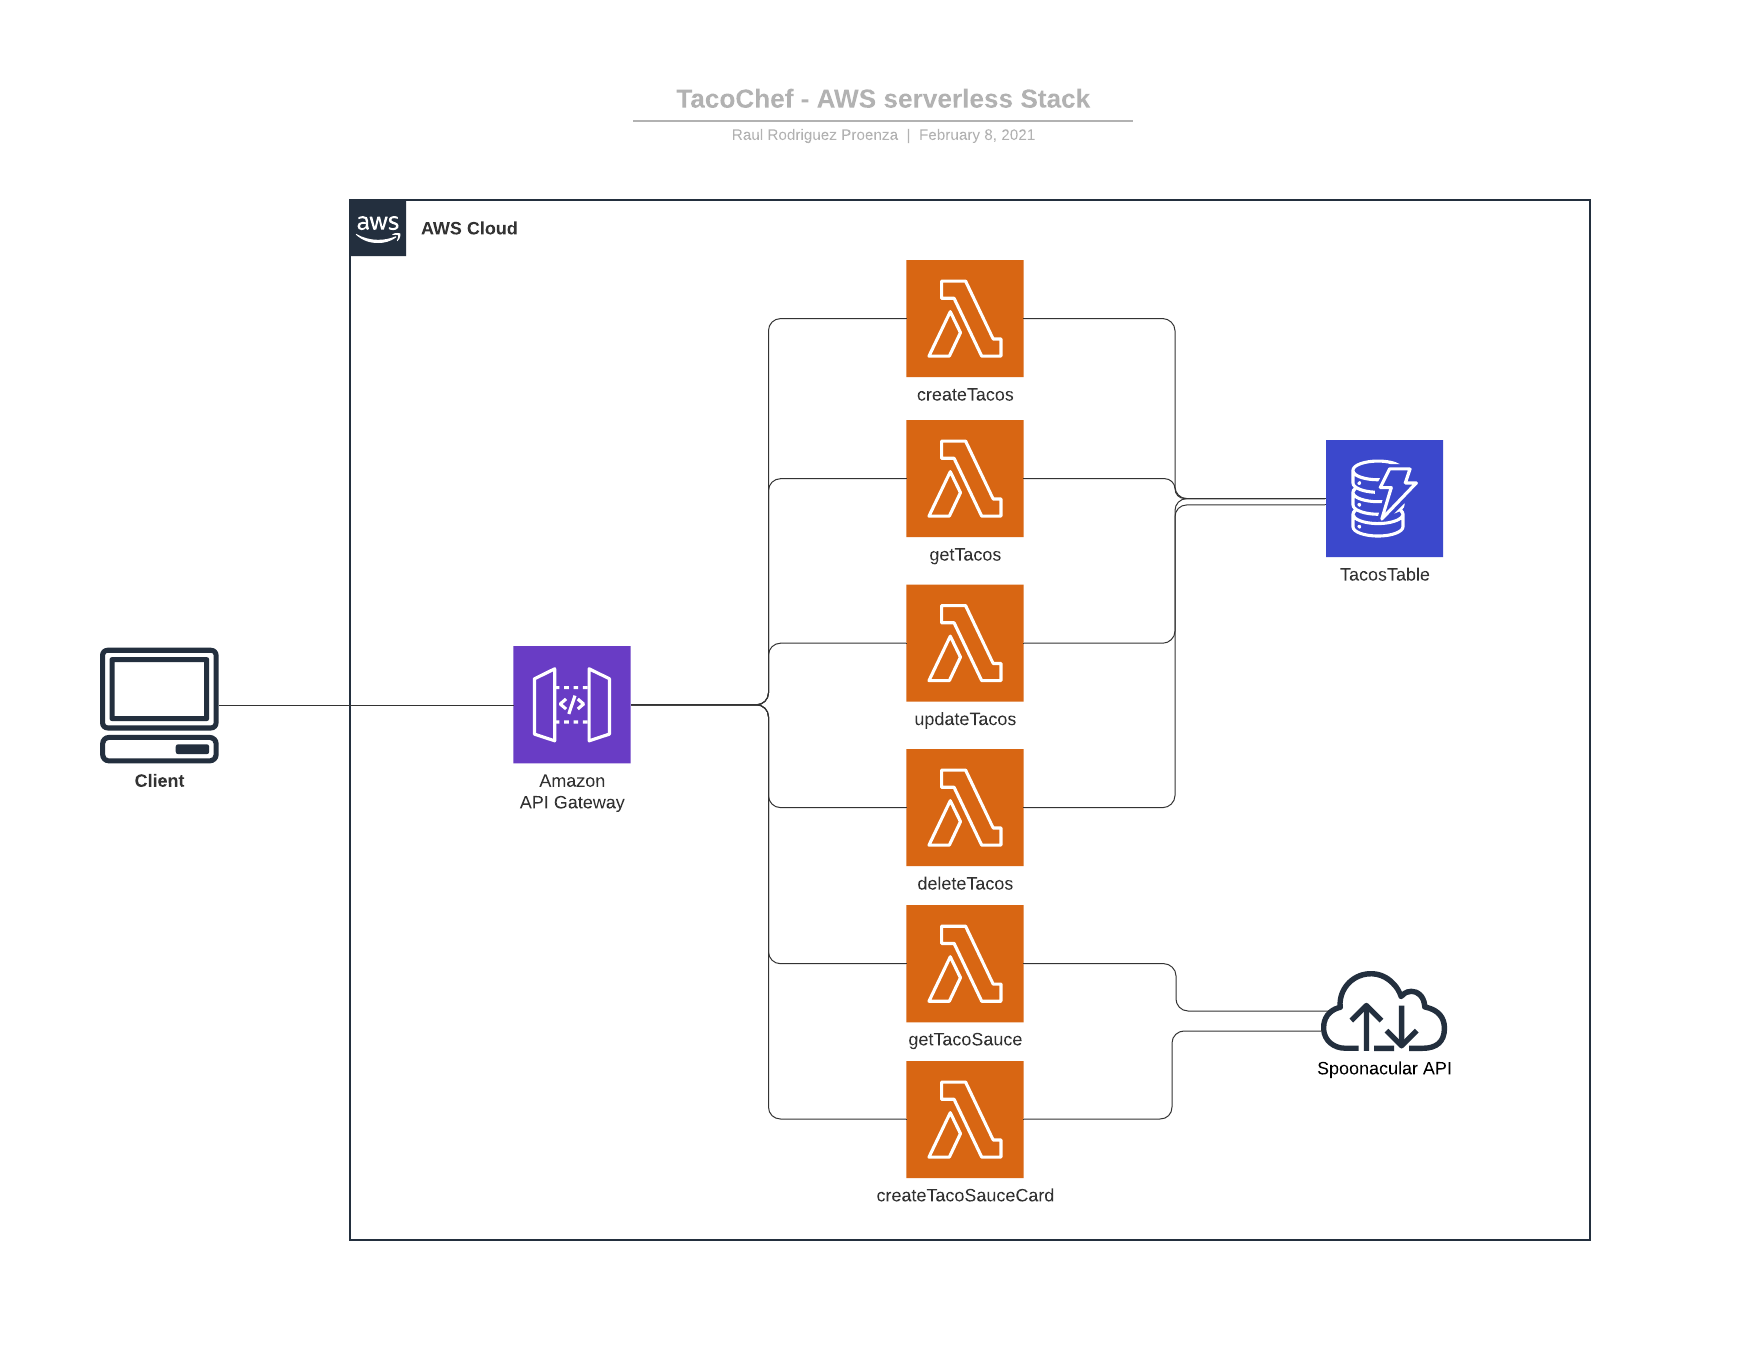 TacoChef - AWS serverless Stack
Raul Rodriguez Proenza | February 8, 2021
aws
AWS Cloud
createTacos
getTacos
TacosTable
updateTacos
Client
Amazon
API Gateway
</>
deleteTacos
getTacoSauce
Spoonacular API
createTacoSauceCard